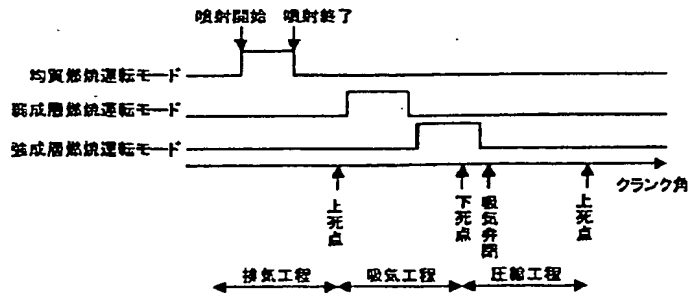 噴射開始 噴射終了
均質燃焼運転モード
弱成層燃焼運転モード
強成層燃焼運転モード
クランク角
上死点
下死点
吸気弁閉
上死点
排気工程
吸気工程
圧縮工程